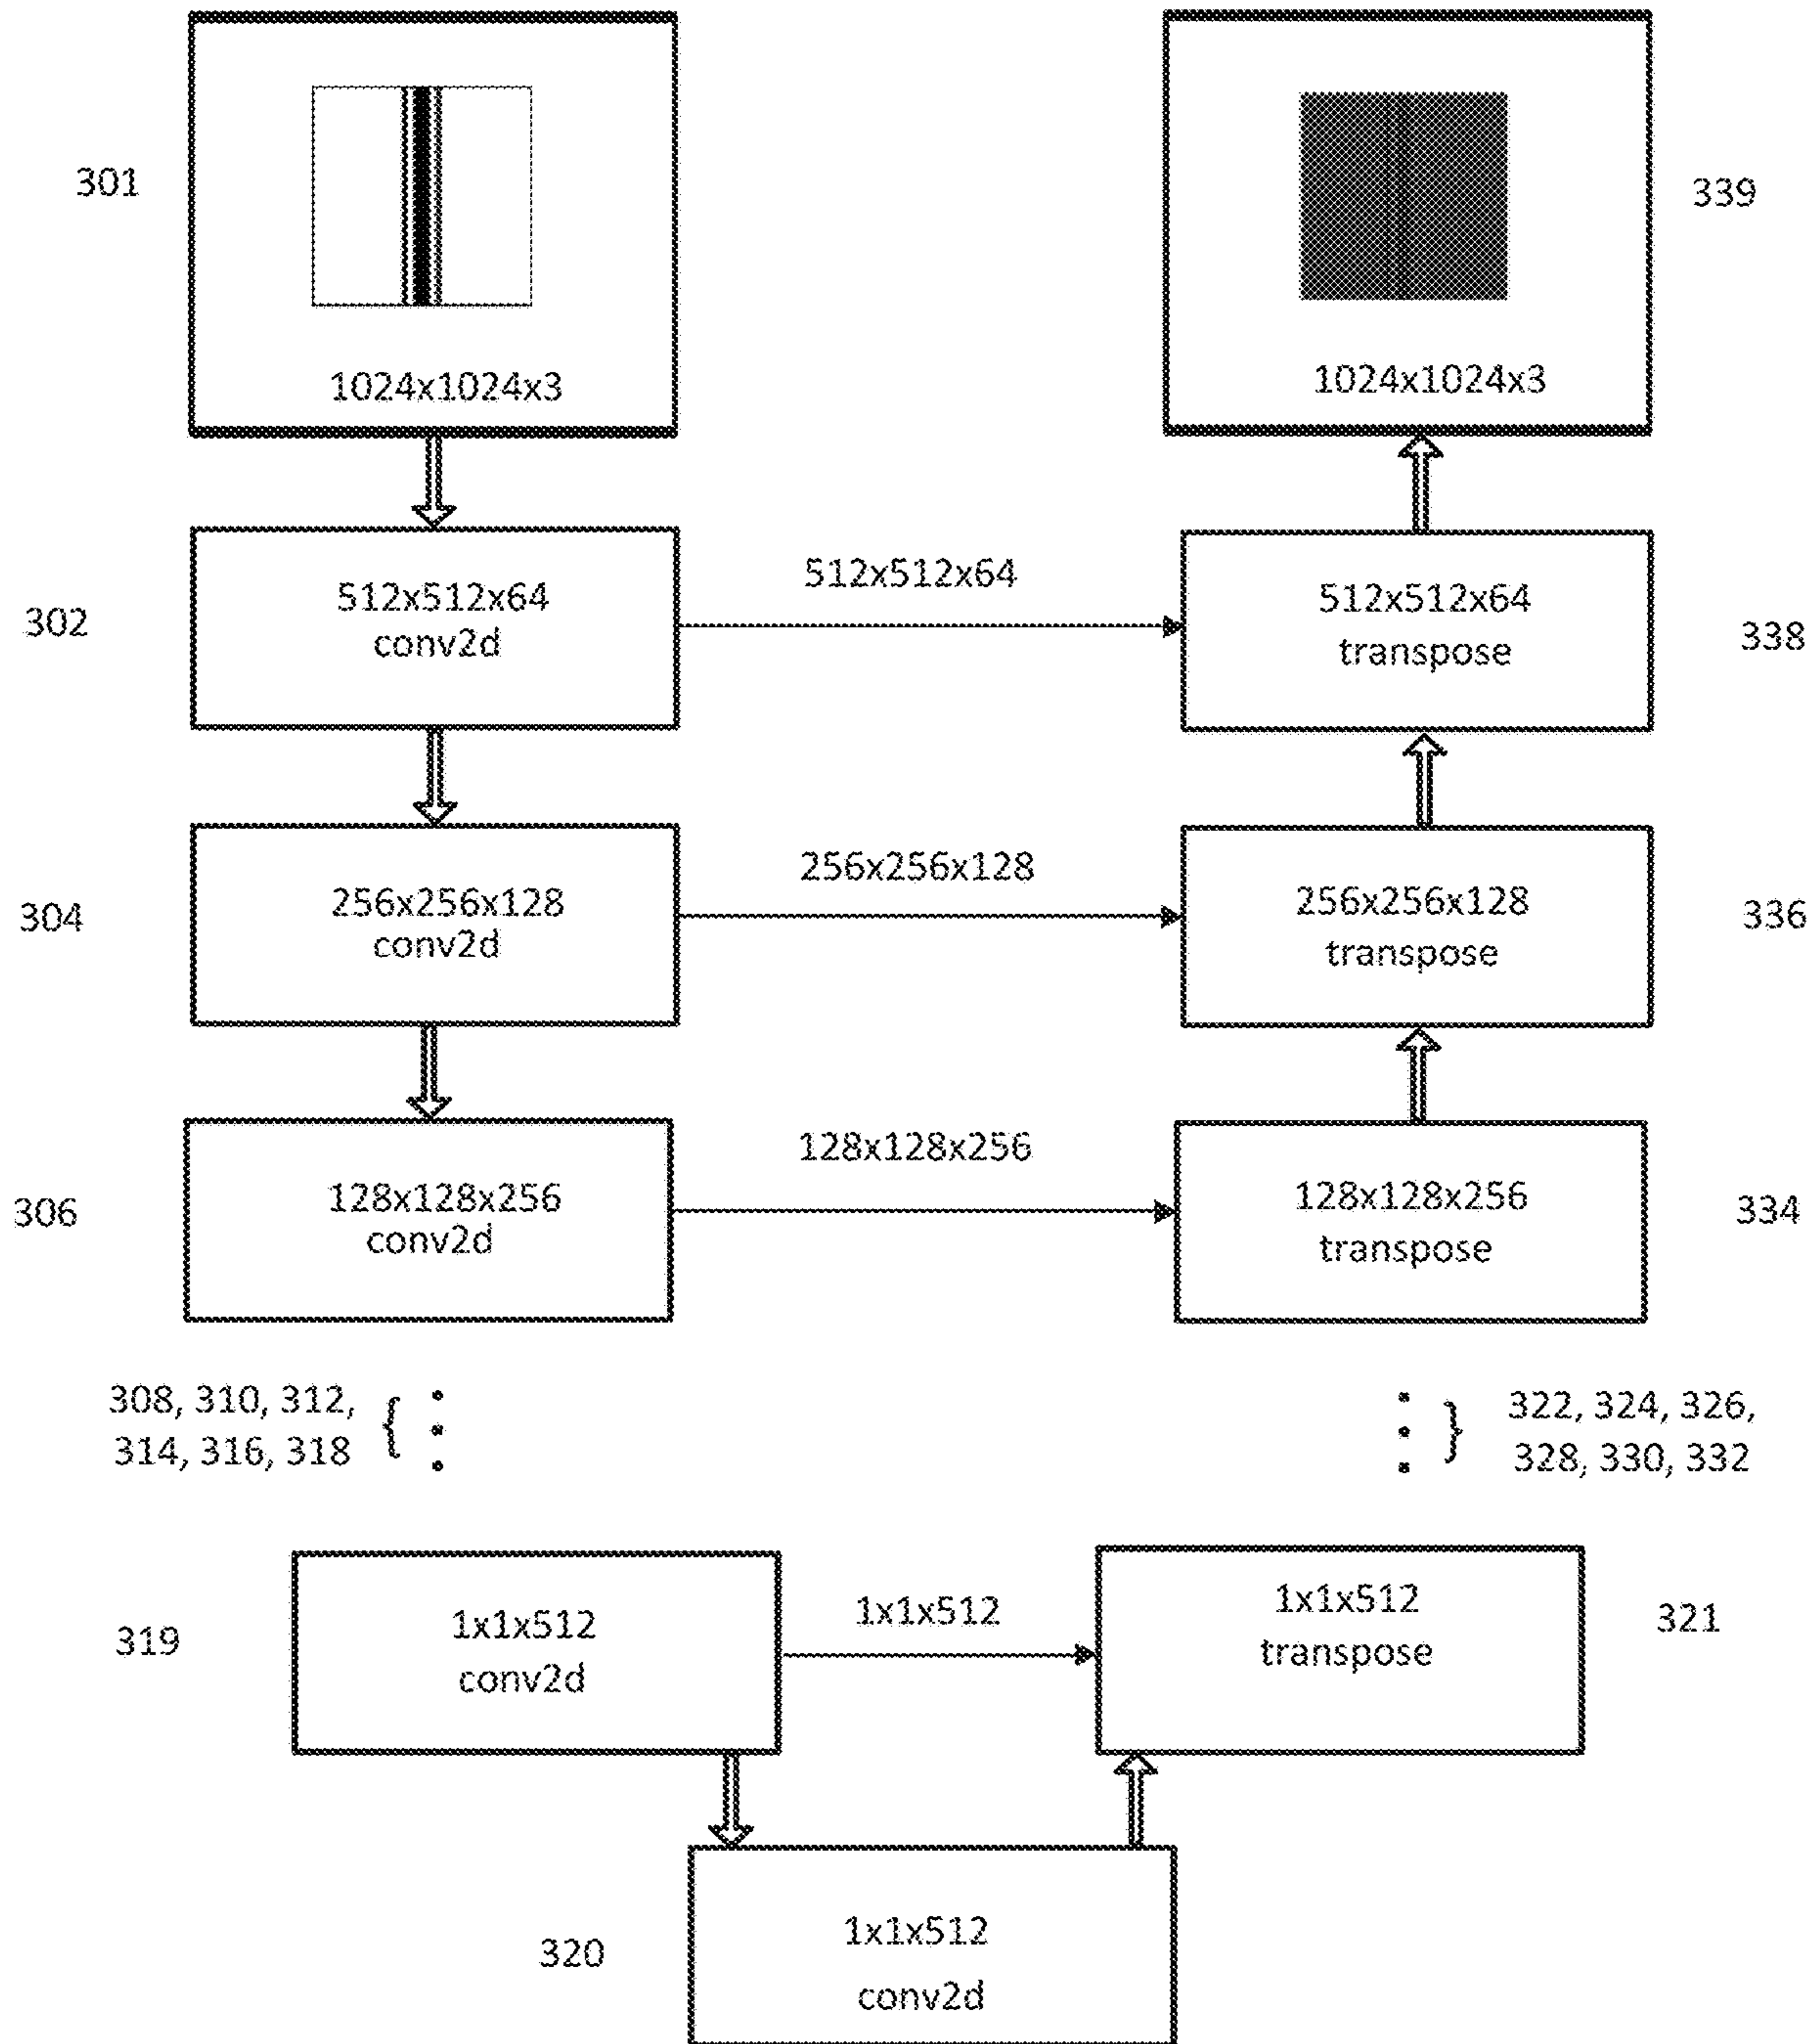 301
1024x1024x3
1024x1024x3
339
302
512x512x64
conv2d
512x512x64
512x512x64
transpose
338
304
256x256x128
conv2d
256x256x128
256x256x128
transpose
336
306
128x128x256
conv2d
128x128x256
128x128x256
transpose
334
308, 310, 312,
314, 316, 318
{
}
322, 324, 326,
328, 330, 332
319
1x1x512
conv2d
1x1x512
1x1x512
transpose
321
320
1x1x512
conv2d